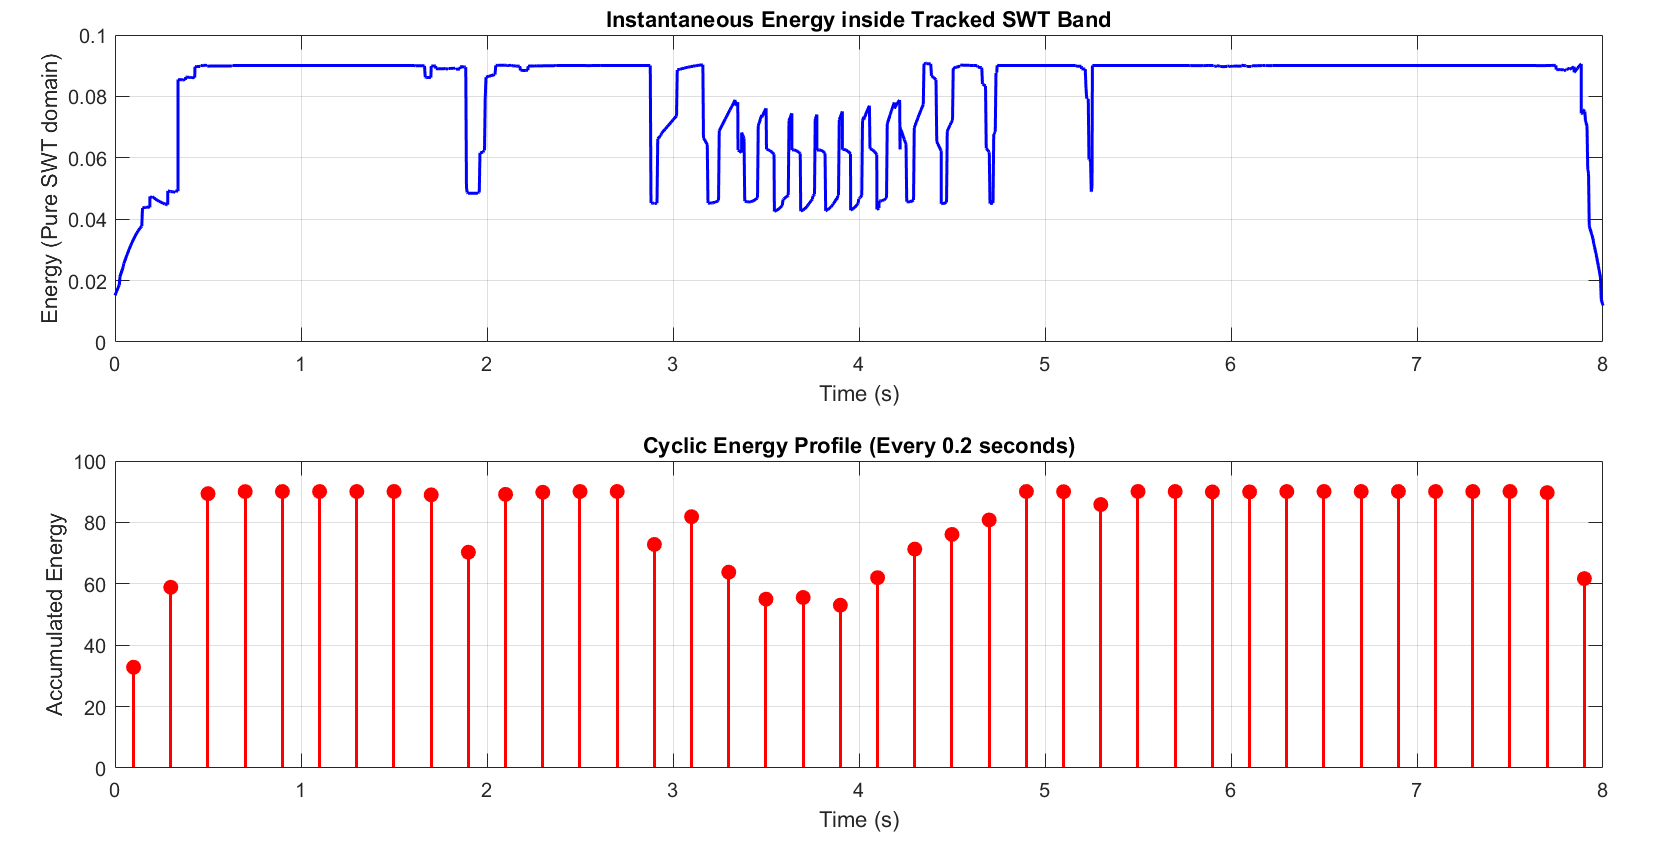 Instantaneous Energy inside Tracked SWT Band
Energy (Pure SWT domain)
0.1
0.08
0.06
0.04
0.02
0
0 1 2 3 4 5 6 7 8
Time (s)
Cyclic Energy Profile (Every 0.2 seconds)
Accumulated Energy
100
80
60
40
20
0
0 1 2 3 4 5 6 7 8
Time (s)